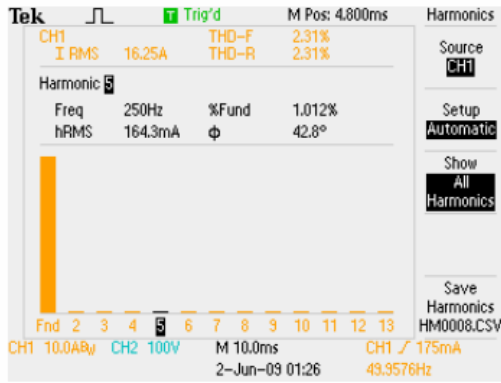 Tek T Trig'd M Pos: 4.800ms Harmonics
CH1 THD-F 2.31%
I RMS 16.25A THD-R 2.31%
Source
CH1
Harmonic 5
Freq 250Hz %Fund 1.012%
hRMS 164.3mA ϕ 42.8°
Setup
Automatic
Show
All
Harmonics
Save
Harmonics
HM0008.CSV
Fnd 2 3 4 5 6 7 8 9 10 11 12 13
CH1 10.0ABW CH2 100V M 10.0ms CH1 175mA
2-Jun-09 01:26 49.9576Hz